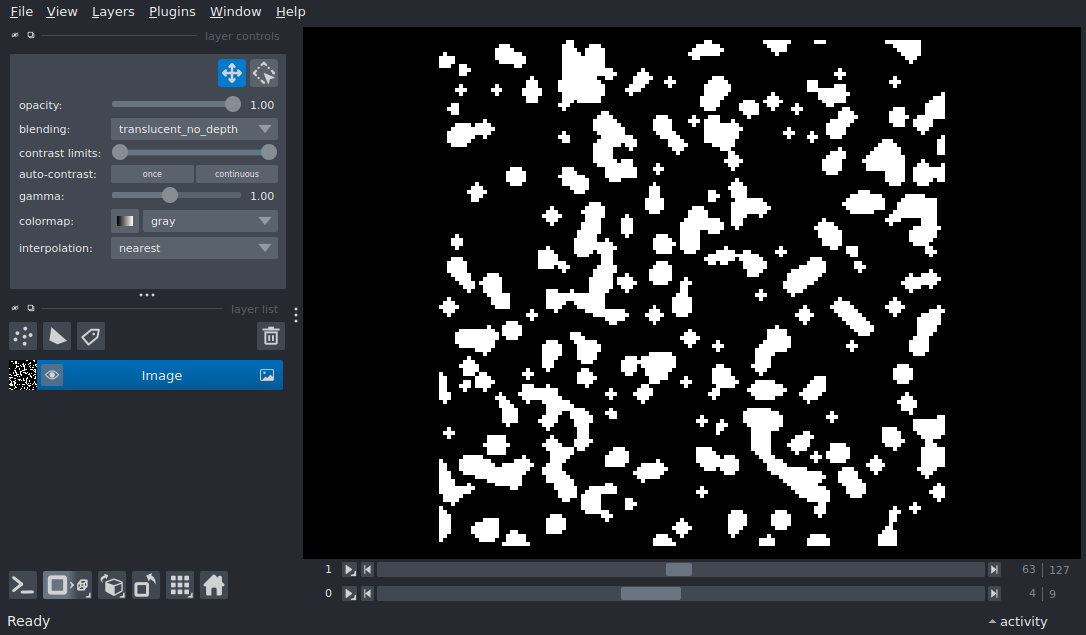 File View Layers Plugins Window Help
layer controls
opacity: 1.00
blending: translucent_no_depth
contrast limits:
auto-contrast: once continuous
gamma: 1.00
colormap: gray
interpolation: nearest
layer list
Image
1 63 127
0 4 9
Ready activity